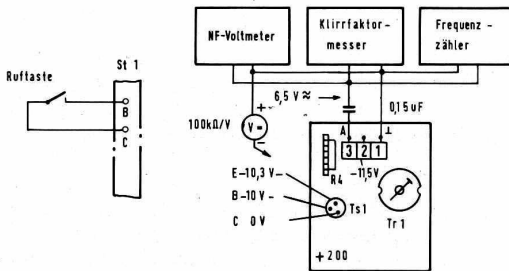 NF-Voltmeter
Klirrfaktor-
messer
Frequenz-
zähler
St 1
Ruftaste
B
C
6,5 V ≈
0,15 uF
+
V=
−
100kΩ/V
A
⊥
3 2 1
-11,5V
R4
E-10,3 V-
B-10 V-
C 0 V
Ts1
Tr 1
+200